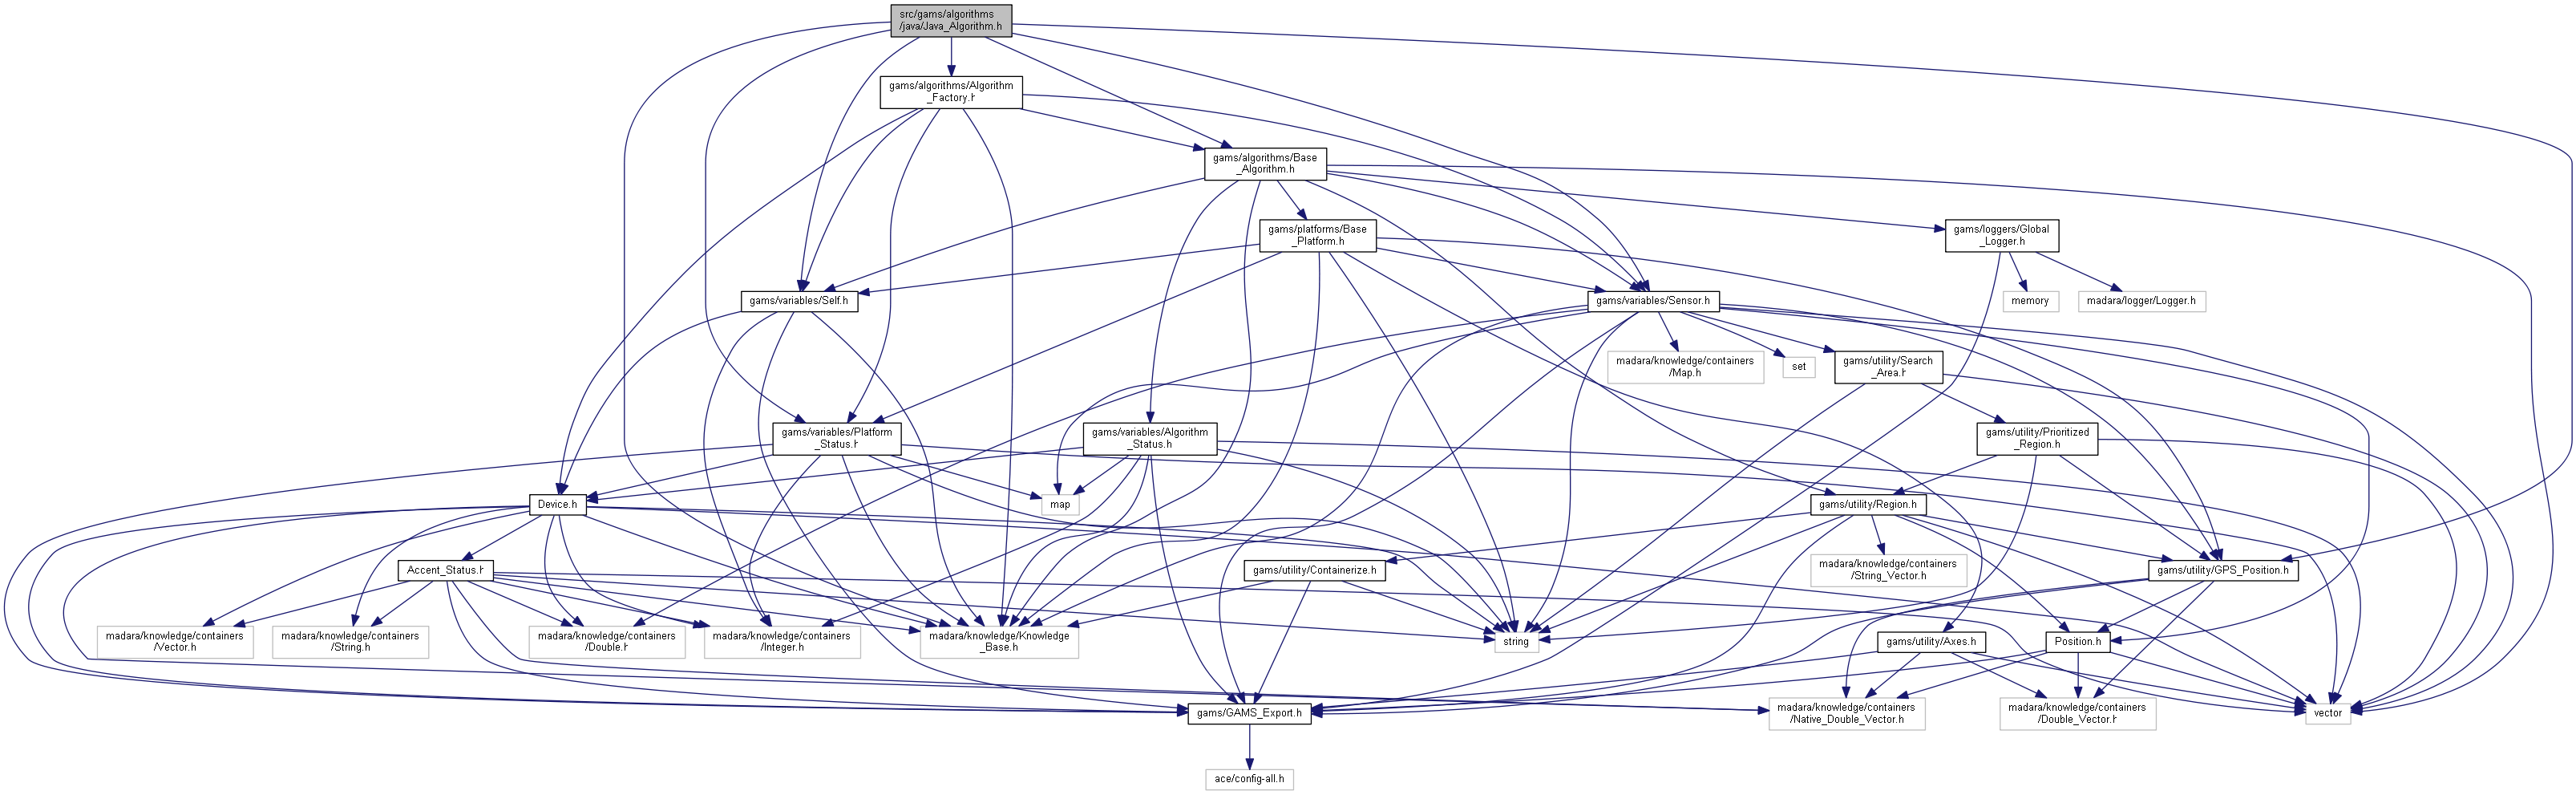 src/gams/algorithms
/java/Java_Algorithm.h
gams/algorithms/Algorithm
_Factory.h
gams/algorithms/Base
_Algorithm.h
gams/platforms/Base
_Platform.h
gams/loggers/Global
_Logger.h
gams/variables/Self.h
gams/variables/Sensor.h
memory
madara/logger/Logger.h
madara/knowledge/containers
/Map.h
set
gams/utility/Search
_Area.h
gams/variables/Platform
_Status.h
gams/variables/Algorithm
_Status.h
gams/utility/Prioritized
_Region.h
Device.h
map
gams/utility/Region.h
Accent_Status.h
gams/utility/Containerize.h
madara/knowledge/containers
/String_Vector.h
gams/utility/GPS_Position.h
madara/knowledge/containers
/Vector.h
madara/knowledge/containers
/String.h
madara/knowledge/containers
/Double.h
madara/knowledge/containers
/Integer.h
madara/knowledge/Knowledge
_Base.h
string
gams/utility/Axes.h
Position.h
gams/GAMS_Export.h
madara/knowledge/containers
/Native_Double_Vector.h
madara/knowledge/containers
/Double_Vector.h
vector
ace/config-all.h